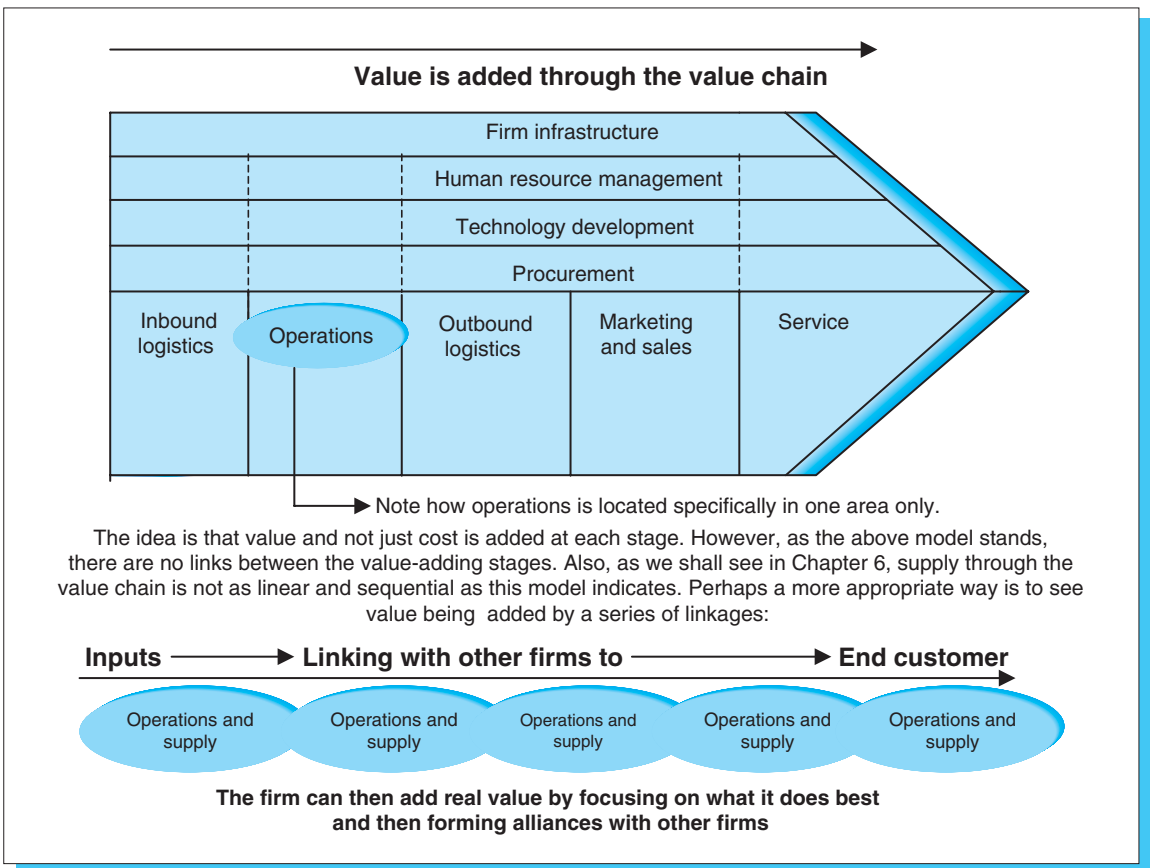 Value is added through the value chain
Firm infrastructure
Human resource management
Technology development
Procurement
Inbound
logistics
Operations
Outbound
logistics
Marketing
and sales
Service
Note how operations is located specifically in one area only.
The idea is that value and not just cost is added at each stage. However, as the above model stands,
there are no links between the value-adding stages. Also, as we shall see in Chapter 6, supply through the
value chain is not as linear and sequential as this model indicates. Perhaps a more appropriate way is to see
value being added by a series of linkages:
Inputs Linking with other firms to End customer
Operations and
supply
Operations and
supply
Operations and
supply
Operations and
supply
Operations and
supply
The firm can then add real value by focusing on what it does best
and then forming alliances with other firms